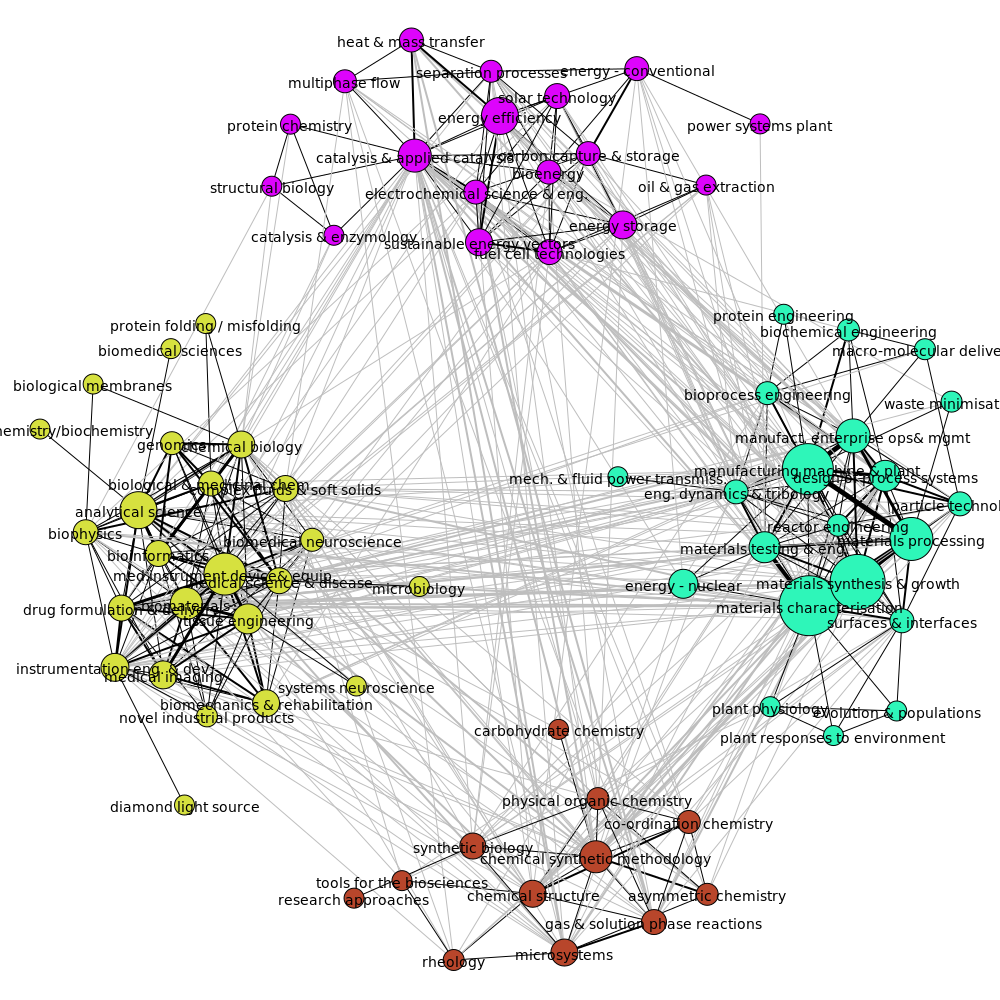 heat & mass transfer
separation processes
energy - conventional
multiphase flow
solar technology
energy efficiency
protein chemistry
power systems plant
catalysis & applied catalysis
carbon capture & storage
bioenergy
structural biology
electrochemical science & eng.
oil & gas extraction
energy storage
catalysis & enzymology
sustainable energy vectors
fuel cell technologies
protein folding / misfolding
biomedical sciences
biological membranes
hemistry/biochemistry
genomics
chemical biology
biological & medicinal chem.
complex fluids & soft solids
analytical science
biophysics
biomedical neuroscience
bioinformatics
med.instrument.device& equip.
medical science & disease
microbiology
drug formulation & delivery
biomaterials
tissue engineering
instrumentation eng. & dev.
medical imaging
systems neuroscience
biomechanics & rehabilitation
novel industrial products
diamond light source
protein engineering
biochemical engineering
macro-molecular delive
bioprocess engineering
waste minimisat
manufact. enterprise ops& mgmt
manufacturing machine & plant
design of process systems
mech. & fluid power transmiss.
eng. dynamics & tribology
particle technol
reactor engineering
materials processing
materials testing & eng.
energy - nuclear
materials synthesis & growth
materials characterisation
surfaces & interfaces
plant physiology
evolution & populations
plant responses to environment
carbohydrate chemistry
physical organic chemistry
co-ordination chemistry
synthetic biology
chemical synthetic methodology
tools for the biosciences
research approaches
chemical structure
asymmetric chemistry
gas & solution phase reactions
microsystems
rheology